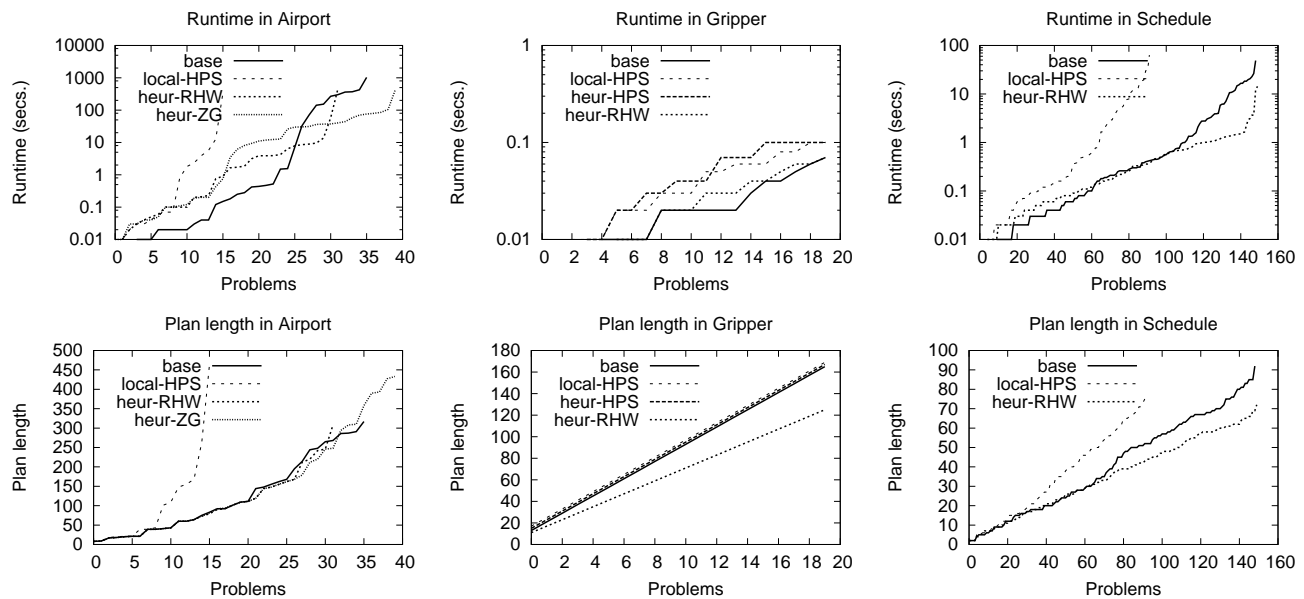 Runtime in Airport
Runtime (secs.)
10000
1000
100
10
1
0.1
0.01
base
local-HPS
heur-RHW
heur-ZG
0 5 10 15 20 25 30 35 40
Problems
Runtime in Gripper
Runtime (secs.)
1
0.1
0.01
base
local-HPS
heur-HPS
heur-RHW
0 2 4 6 8 10 12 14 16 18 20
Problems
Runtime in Schedule
Runtime (secs.)
100
10
1
0.1
0.01
base
local-HPS
heur-RHW
0 20 40 60 80 100 120 140 160
Problems
Plan length in Airport
Plan length
500
450
400
350
300
250
200
150
100
50
0
base
local-HPS
heur-RHW
heur-ZG
0 5 10 15 20 25 30 35 40
Problems
Plan length in Gripper
Plan length
180
160
140
120
100
80
60
40
20
0
base
local-HPS
heur-HPS
heur-RHW
0 2 4 6 8 10 12 14 16 18 20
Problems
Plan length in Schedule
Plan length
100
90
80
70
60
50
40
30
20
10
0
base
local-HPS
heur-RHW
0 20 40 60 80 100 120 140 160
Problems